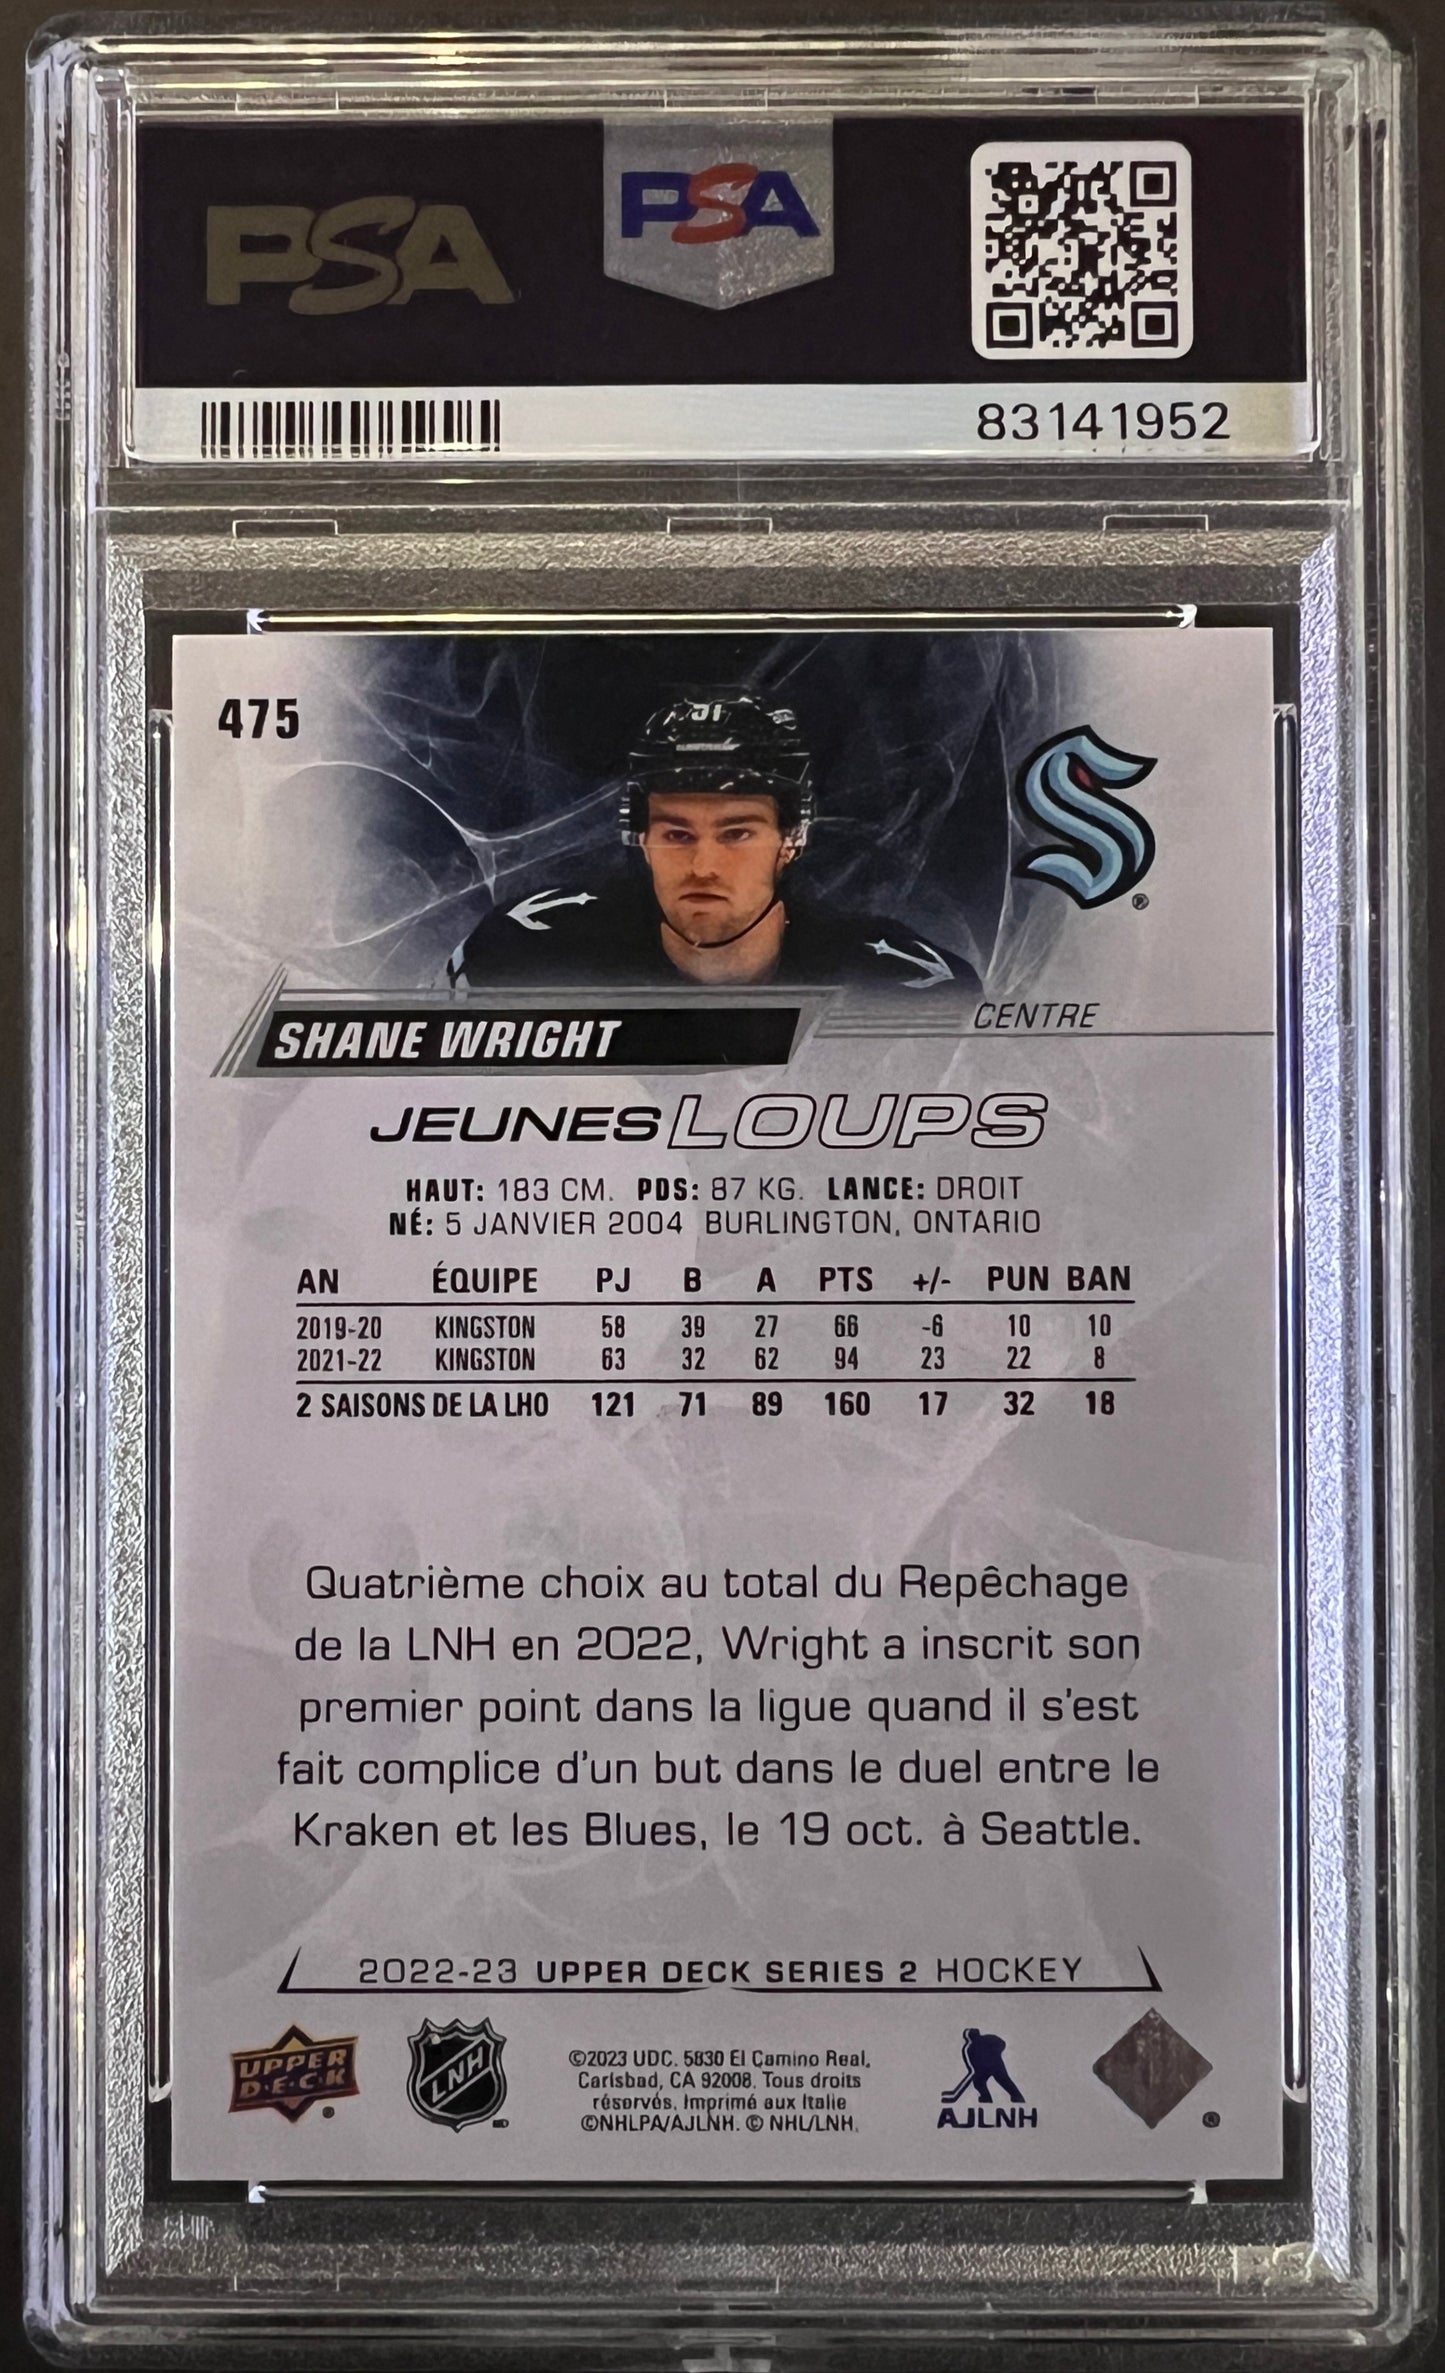 PSA
PSA
83141952
475
SHANE WRIGHT
CENTRE
JEUNES LOUPS
HAUT: 183 CM. PDS: 87 KG. LANCE: DROIT
NÉ: 5 JANVIER 2004 BURLINGTON, ONTARIO
AN ÉQUIPE PJ B A PTS +/- PUN BAN
2019-20 KINGSTON 58 39 27 66 -6 10 10
2021-22 KINGSTON 63 32 62 94 23 22 8
2 SAISONS DE LA LHO 121 71 89 160 17 32 18
Quatrième choix au total du Repêchage
de la LNH en 2022, Wright a inscrit son
premier point dans la ligue quand il s'est
fait complice d'un but dans le duel entre le
Kraken et les Blues, le 19 oct. à Seattle.
2022-23 UPPER DECK SERIES 2 HOCKEY
UPPER
D·E·C·K
LNH
©2023 UDC. 5830 El Camino Real,
Carlsbad, CA 92008. Tous droits
réservés. Imprimé aux Italie
©NHLPA/AJLNH. © NHL/LNH.
AJLNH